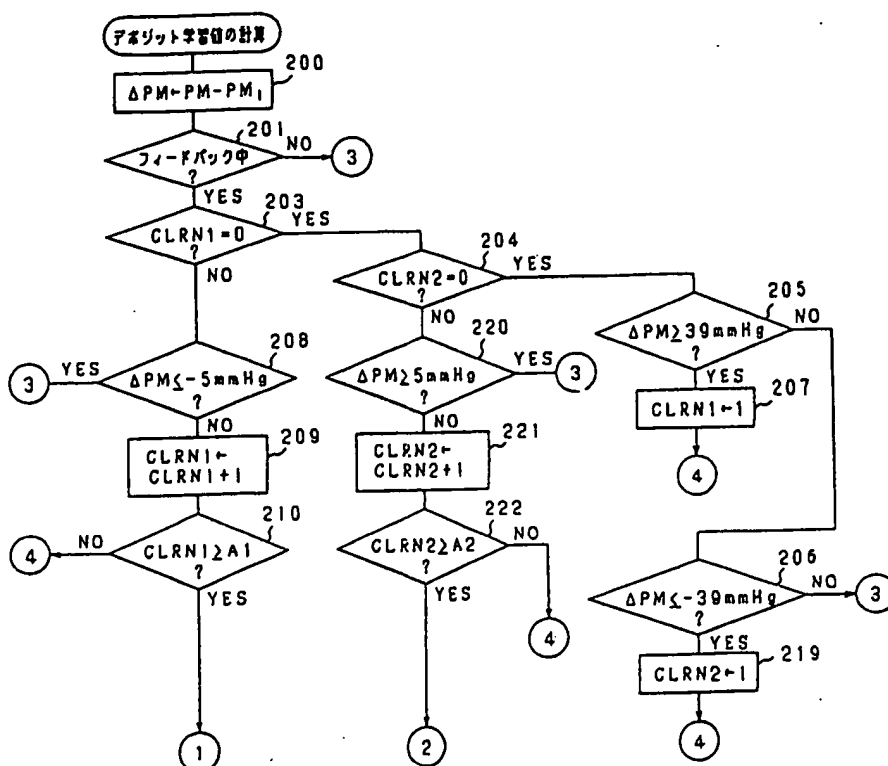 デポジット学習値の計算
200
ΔPM←PM-PM₁
201
フィードバック中
?
NO
3
YES
203
CLRN1=0
?
YES
NO
204
CLRN2=0
?
YES
NO
205
ΔPM≥39mmHg
?
NO
YES
207
CLRN1←1
4
208
YES
3
ΔPM≤-5mmHg
?
NO
220
ΔPM≥5mmHg
?
YES
3
NO
209
CLRN1←
CLRN1+1
221
CLRN2←
CLRN2+1
210
CLRN1≥A1
?
NO
4
YES
1
222
CLRN2≥A2
?
NO
4
YES
2
206
ΔPM≤-39mmHg
?
NO
3
YES
219
CLRN2←1
4